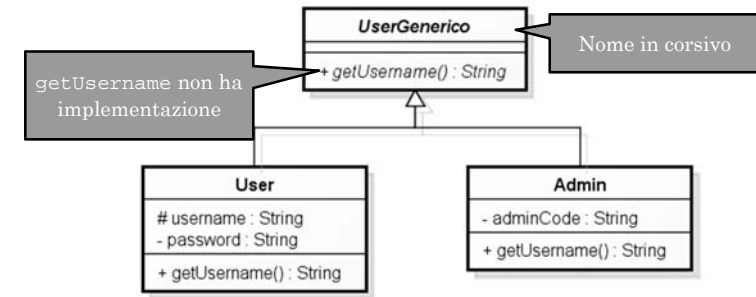 UserGenerico
Nome in corsivo
getUsername non ha
implementazione
+ getUsername() : String
User
# username : String
- password : String
+ getUsername() : String
Admin
- adminCode : String
+ getUsername() : String